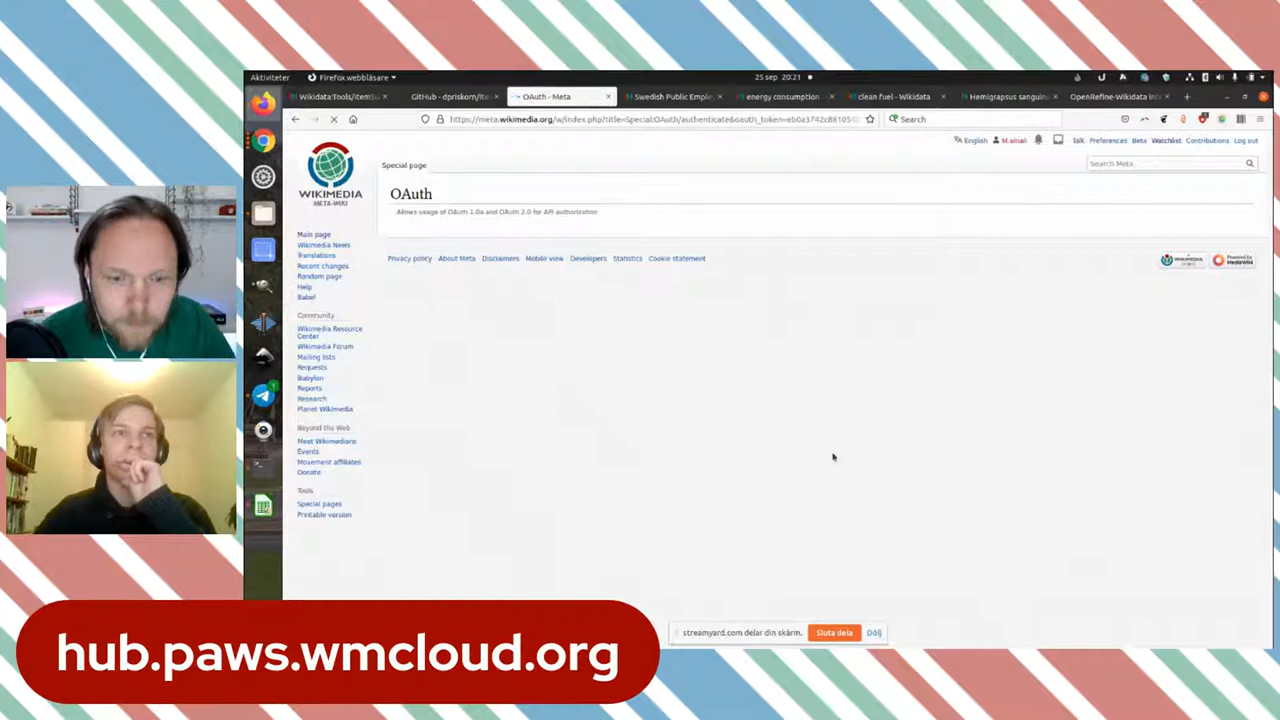 Aktiviteter
Firefox webbläsare
25 sep 20:21
Wikidata:Tools/ItemSu
GitHub - dpriskorn/Ite
OAuth - Meta
Swedish Public Emple
energy consumption
clean fuel - Wikidata
Hemigrapsus sanguin
OpenRefine-Wikidata int
https://meta.wikimedia.org/w/index.php?title=Special:OAuth/authenticate&oauth_token=eb0a3742c88105
Search
English
M.ainali
Talk
Preferences
Beta
Watchlist
Contributions
Log out
WIKIMEDIA
META-WIKI
Special page
Search Meta
OAuth
Allows usage of OAuth 1.0a and OAuth 2.0 for API authorization
Main page
Wikimedia News
Translations
Recent changes
Random page
Help
Babel
Community
Wikimedia Resource
Center
Wikimedia Forum
Mailing lists
Requests
Babylon
Reports
Research
Planet Wikimedia
Beyond the Web
Meet Wikimedians
Events
Movement affiliates
Donate
Tools
Special pages
Printable version
Privacy policy
About Meta
Disclaimers
Mobile view
Developers
Statistics
Cookie statement
streamyard.com delar din skärm.
Sluta dela
Dölj
hub.paws.wmcloud.org